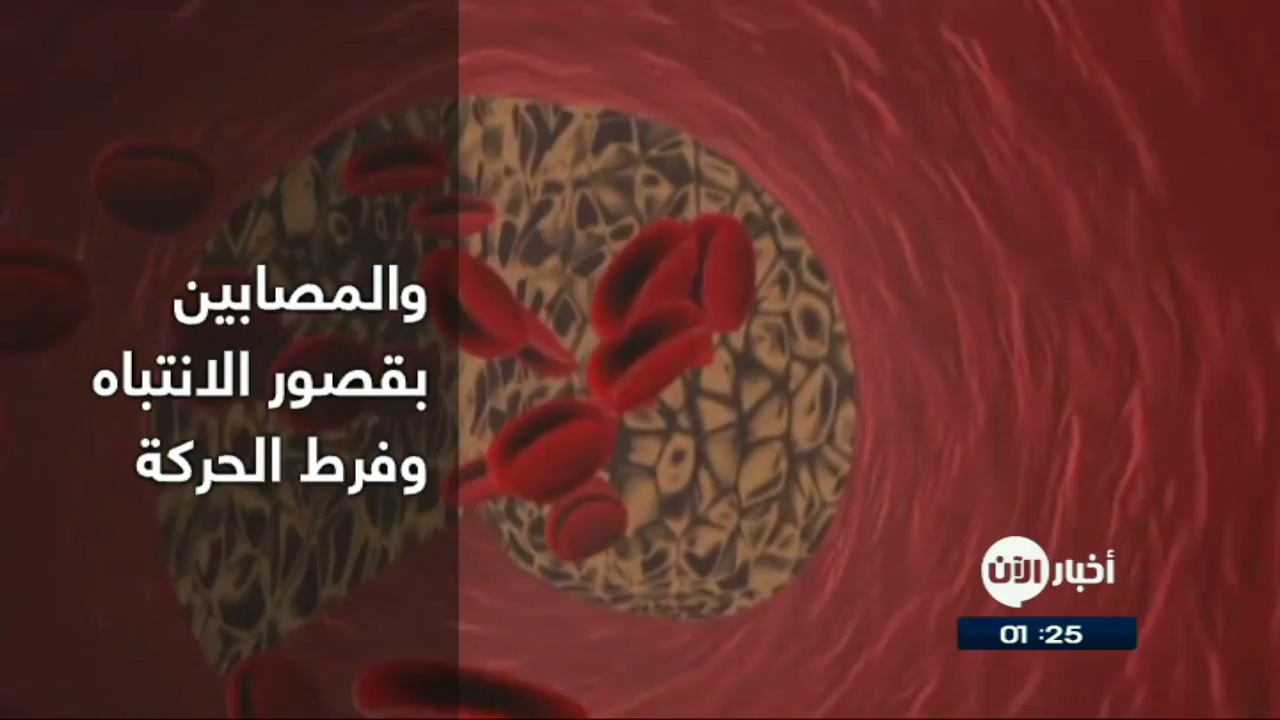 والمصابين
بقصور الانتباه
وفرط الحركة
أخبار الآن
01 :25